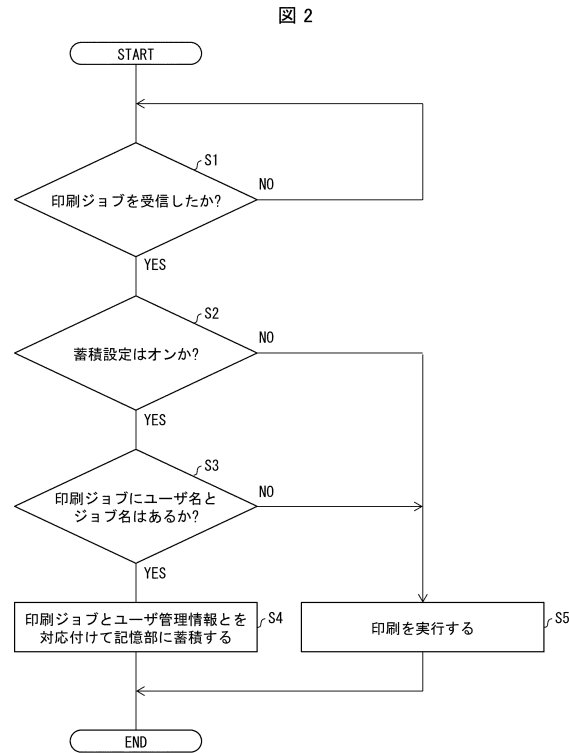 図 2
START
S1
印刷ジョブを受信したか?
NO
YES
S2
蓄積設定はオンか?
NO
YES
S3
印刷ジョブにユーザ名と
ジョブ名はあるか?
NO
YES
印刷ジョブとユーザ管理情報とを
対応付けて記憶部に蓄積する
S4
印刷を実行する
S5
END